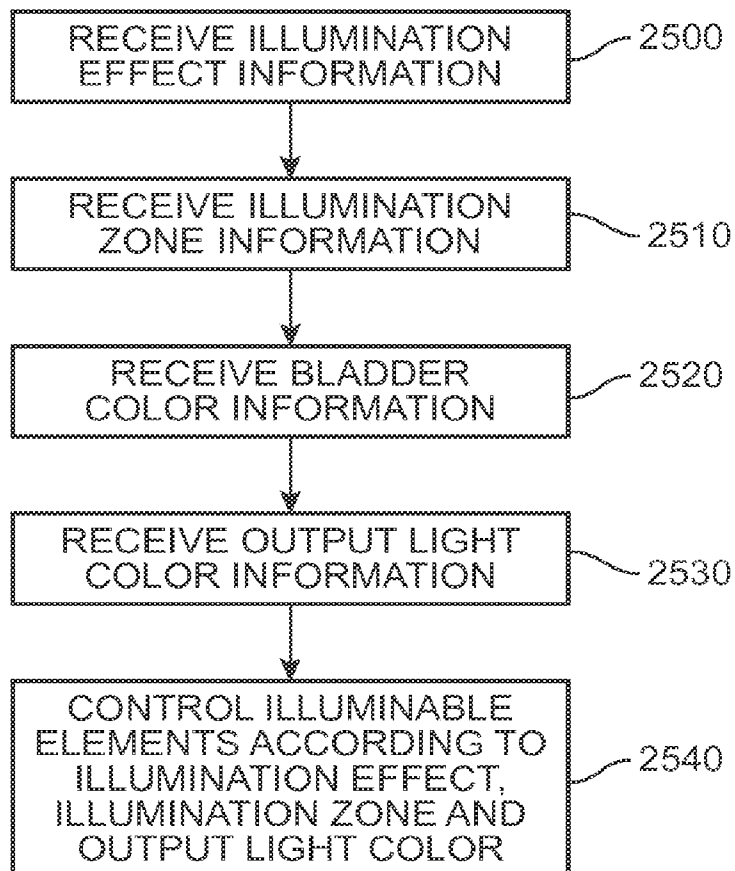 RECEIVE ILLUMINATION
EFFECT INFORMATION
2500
RECEIVE ILLUMINATION
ZONE INFORMATION
2510
RECEIVE BLADDER
COLOR INFORMATION
2520
RECEIVE OUTPUT LIGHT
COLOR INFORMATION
2530
CONTROL ILLUMINABLE
ELEMENTS ACCORDING TO
ILLUMINATION EFFECT,
ILLUMINATION ZONE AND
OUTPUT LIGHT COLOR
2540